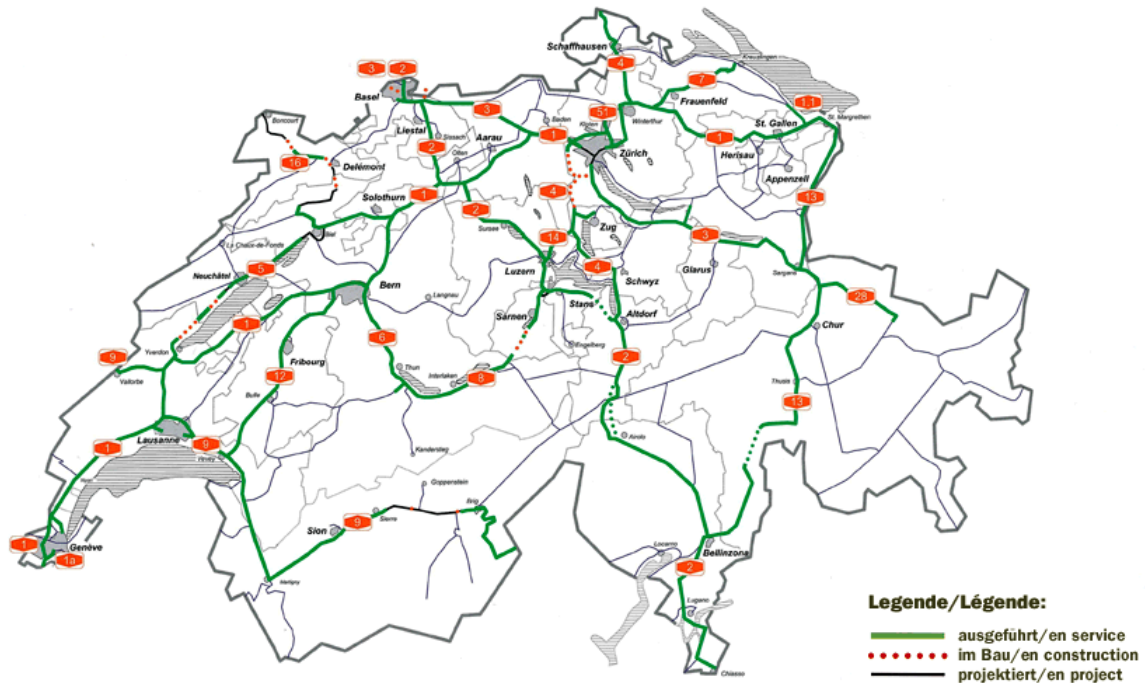 Schaffhausen
4
Kreuzlingen
3
2
7
Basel
Frauenfeld
1,1
3
51
Boncourt
Liestal
Baden
Kloten
Winterthur
St. Gallen
St. Margrethen
Sissach
Aarau
1
1
2
Olten
Zürich
Herisau
16
Delémont
Appenzell
4
1
13
Solothurn
2
Zug
Biel
Sursee
14
3
La Chaux-de-Fonds
Luzern
4
Schwyz
Glarus
Sargans
5
Neuchâtel
Bern
Langnau
Stans
28
1
Sarnen
Altdorf
Chur
6
Engelberg
Yverdon
Fribourg
2
9
Thun
Interlaken
Vallorbe
12
8
Thusis
Bulle
13
Lausanne
Airolo
1
9
Vevey
Kandersteg
Nyon
Goppenstein
Brig
9
Sierre
Sion
1
Genève
Locarno
Bellinzona
1a
2
Martigny
Lugano
Legende/Légende:
ausgeführt/en service
im Bau/en construction
projektiert/en project
Chiasso